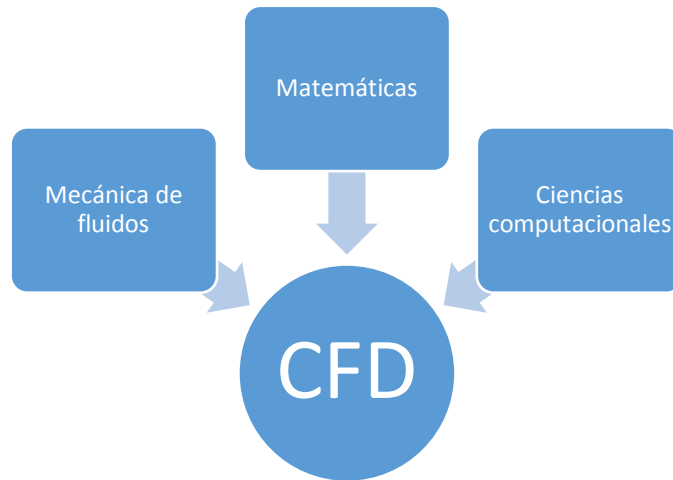 Matemáticas
Mecánica de
fluidos
Ciencias
computacionales
CFD